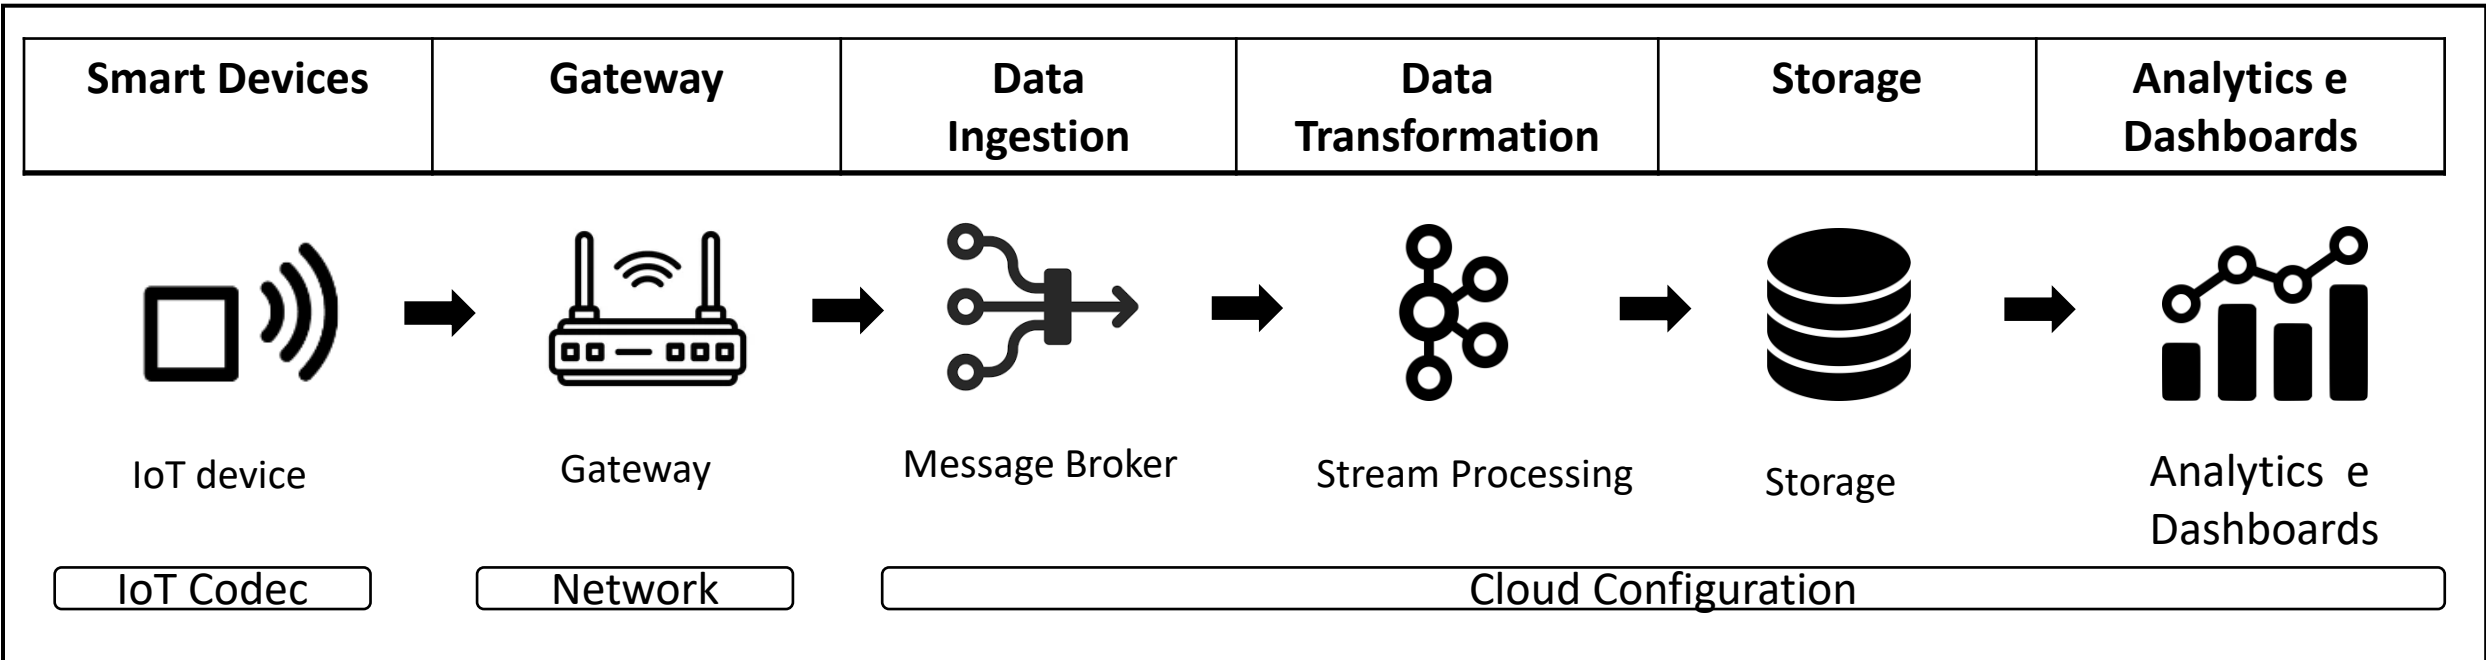 Smart Devices
Gateway
Data
Ingestion
Data
Transformation
Storage
Analytics e
Dashboards
IoT device
Gateway
Message Broker
Stream Processing
Storage
Analytics e
Dashboards
IoT Codec
Network
Cloud Configuration